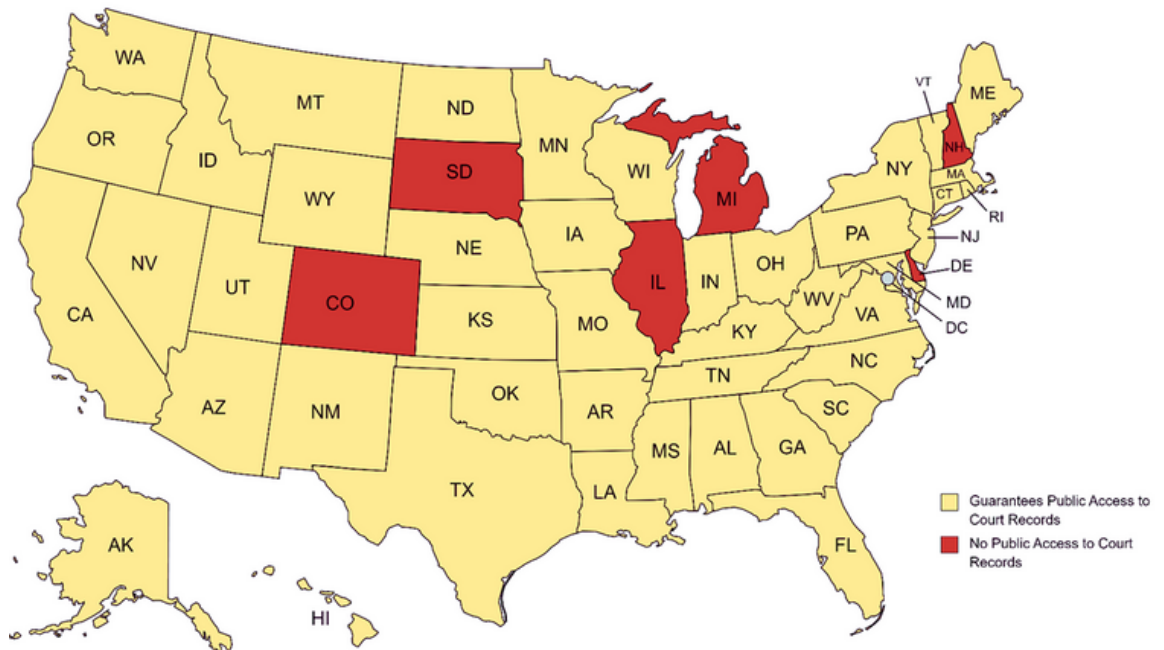 WA
MT
ND
MN
VT
ME
OR
ID
SD
WI
NH
NY
MA
WY
MI
CT
RI
IA
PA
NJ
NE
OH
DE
NV
UT
IL
IN
CO
WV
MD
CA
KS
MO
VA
DC
KY
NC
TN
OK
AZ
NM
AR
SC
MS
AL
GA
TX
LA
Guarantees Public Access to
Court Records
AK
FL
No Public Access to Court
Records
HI